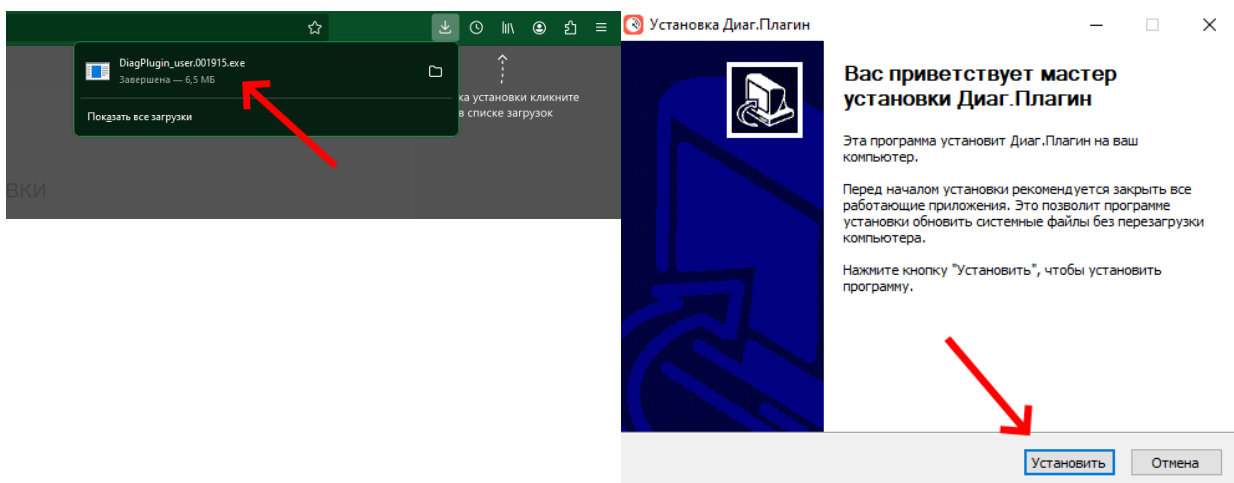 DiagPlugin_user.001915.exe
Завершена — 6,5 МБ
Показать все загрузки
ка установки кликните
в списке загрузок
вки
Установка Диаг.Плагин
Вас приветствует мастер
установки Диаг.Плагин
Эта программа установит Диаг.Плагин на ваш
компьютер.
Перед началом установки рекомендуется закрыть все
работающие приложения. Это позволит программе
установки обновить системные файлы без перезагрузки
компьютера.
Нажмите кнопку "Установить", чтобы установить
программу.
Установить
Отмена